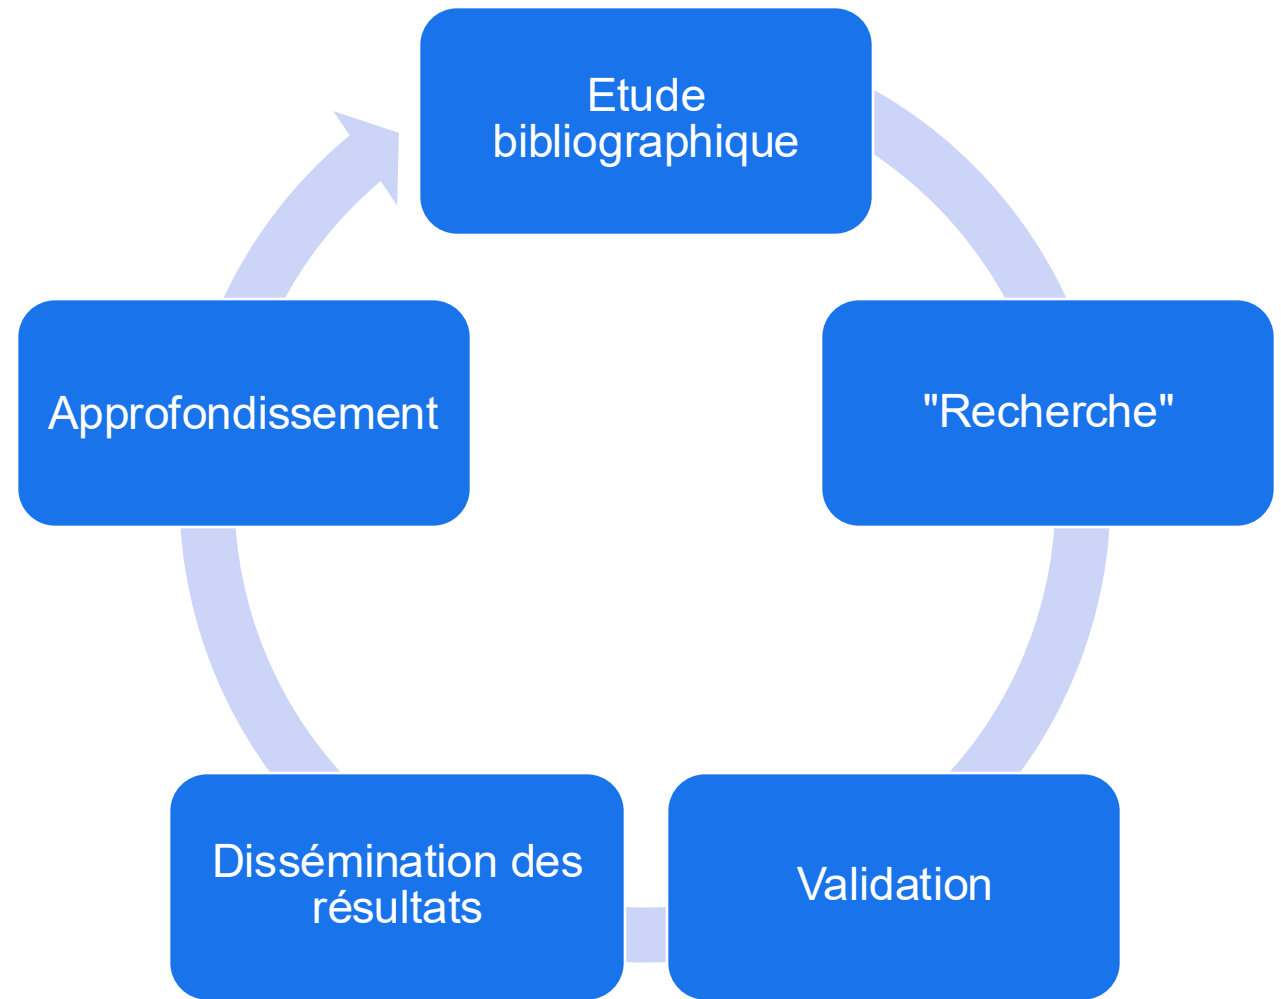 Etude
bibliographique
"Recherche"
Validation
Dissémination des
résultats
Approfondissement